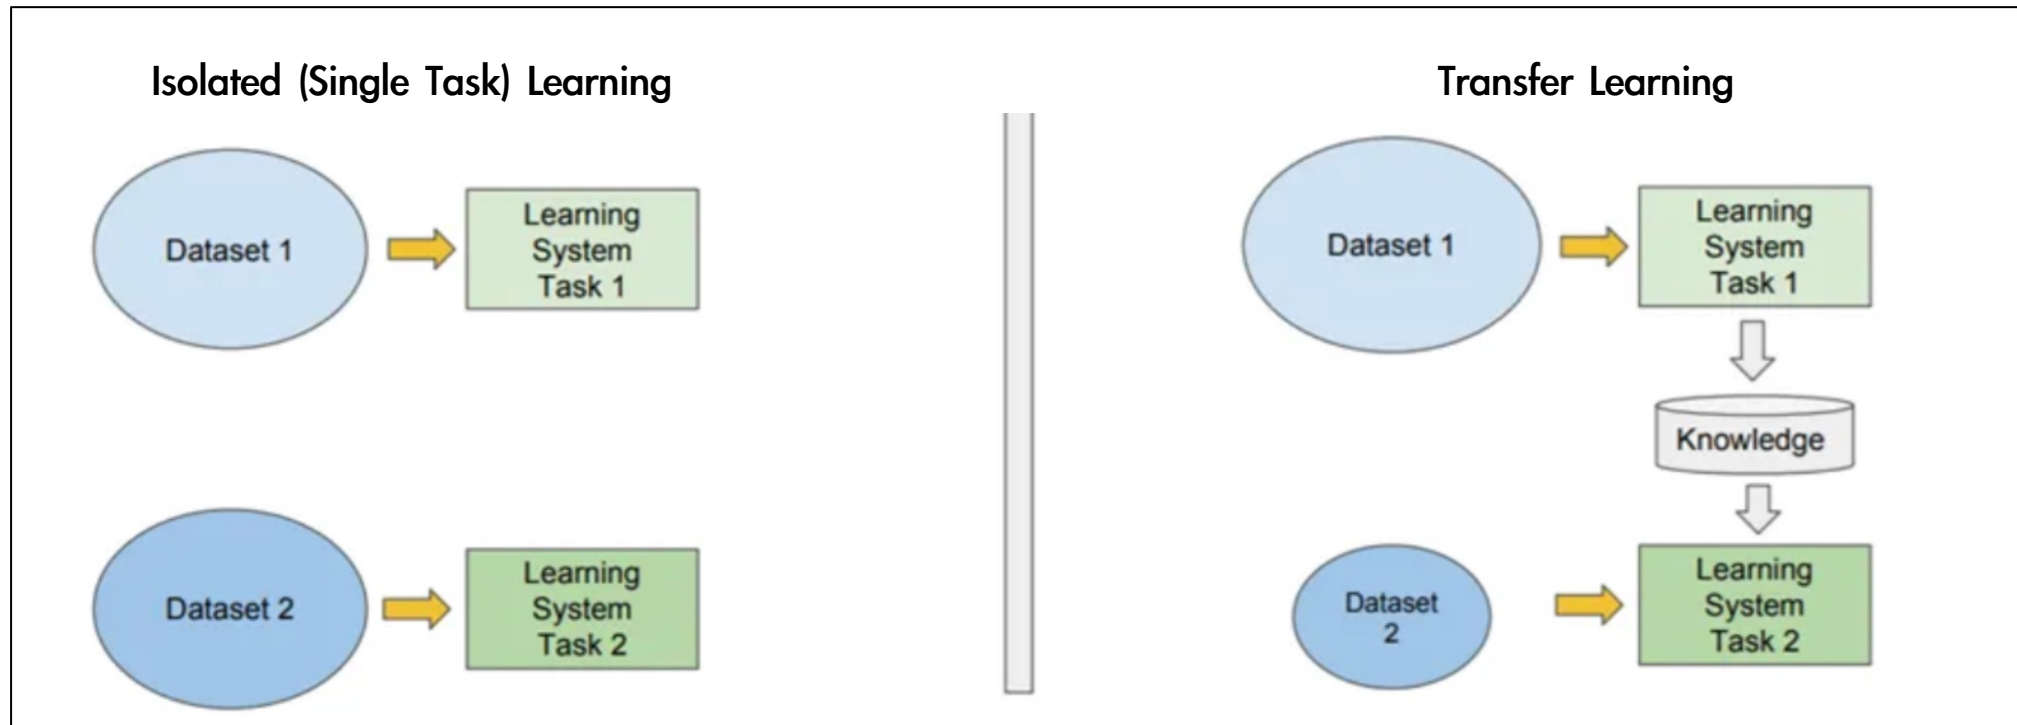 Isolated (Single Task) Learning
Dataset 1
Learning
System
Task 1
Dataset 2
Learning
System
Task 2
Transfer Learning
Dataset 1
Learning
System
Task 1
Knowledge
Dataset
2
Learning
System
Task 2